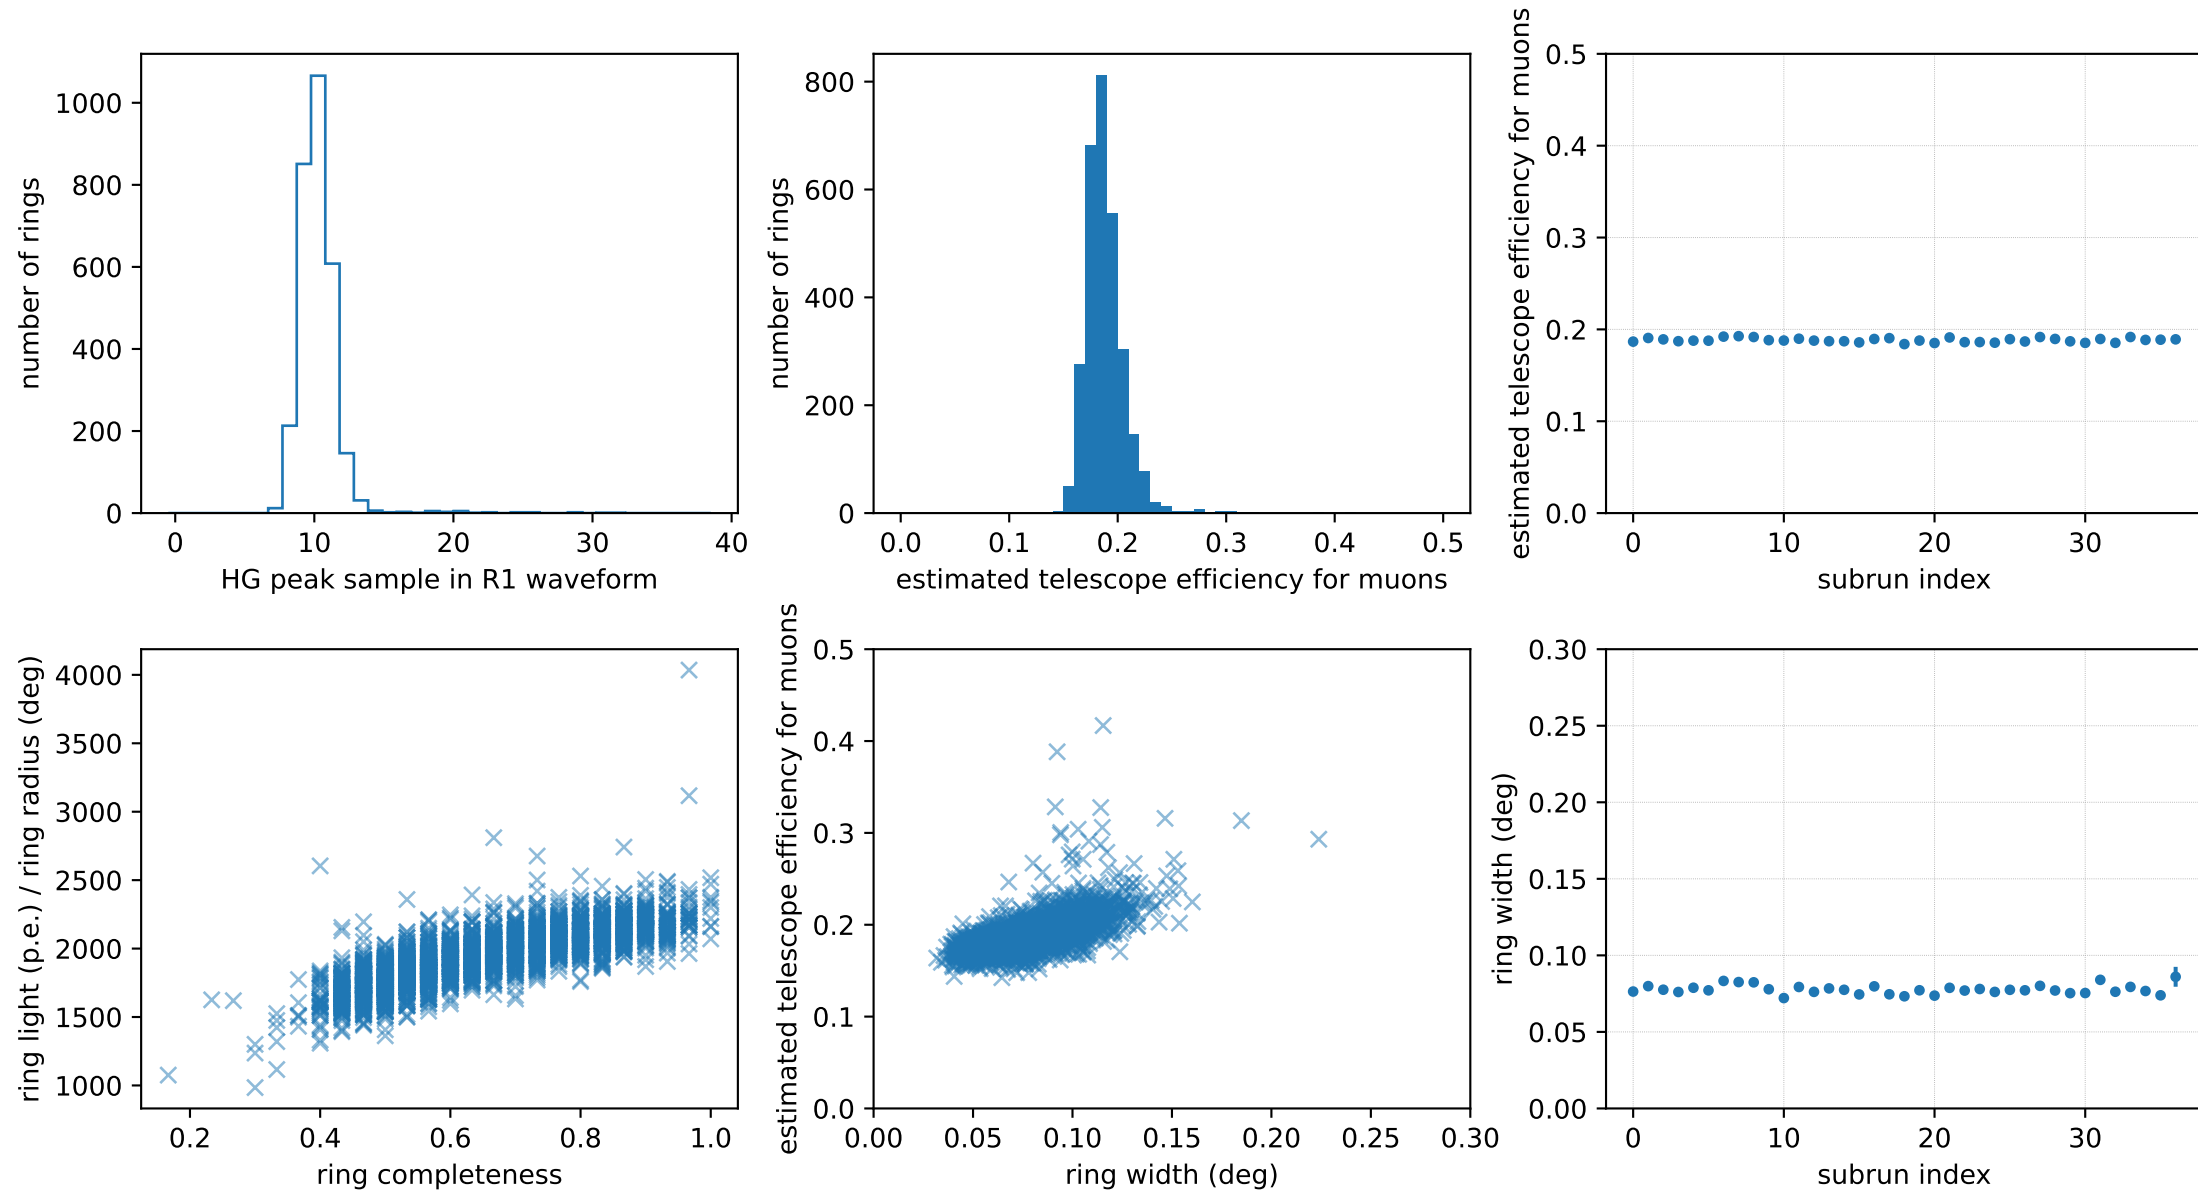 1000
800
600
400
200
0
number of rings
0 10 20 30 40
HG peak sample in R1 waveform
800
600
400
200
0
number of rings
0.0 0.1 0.2 0.3 0.4 0.5
estimated telescope efficiency for muons
0.5
0.4
0.3
0.2
0.1
0.0
estimated telescope efficiency for muons
0 10 20 30
subrun index
4000
3500
3000
2500
2000
1500
1000
ring light (p.e.) / ring radius (deg)
0.2 0.4 0.6 0.8 1.0
ring completeness
0.5
0.4
0.3
0.2
0.1
0.0
estimated telescope efficiency for muons
0.00 0.05 0.10 0.15 0.20 0.25 0.30
ring width (deg)
0.30
0.25
0.20
0.15
0.10
0.05
0.00
ring width (deg)
0 10 20 30
subrun index